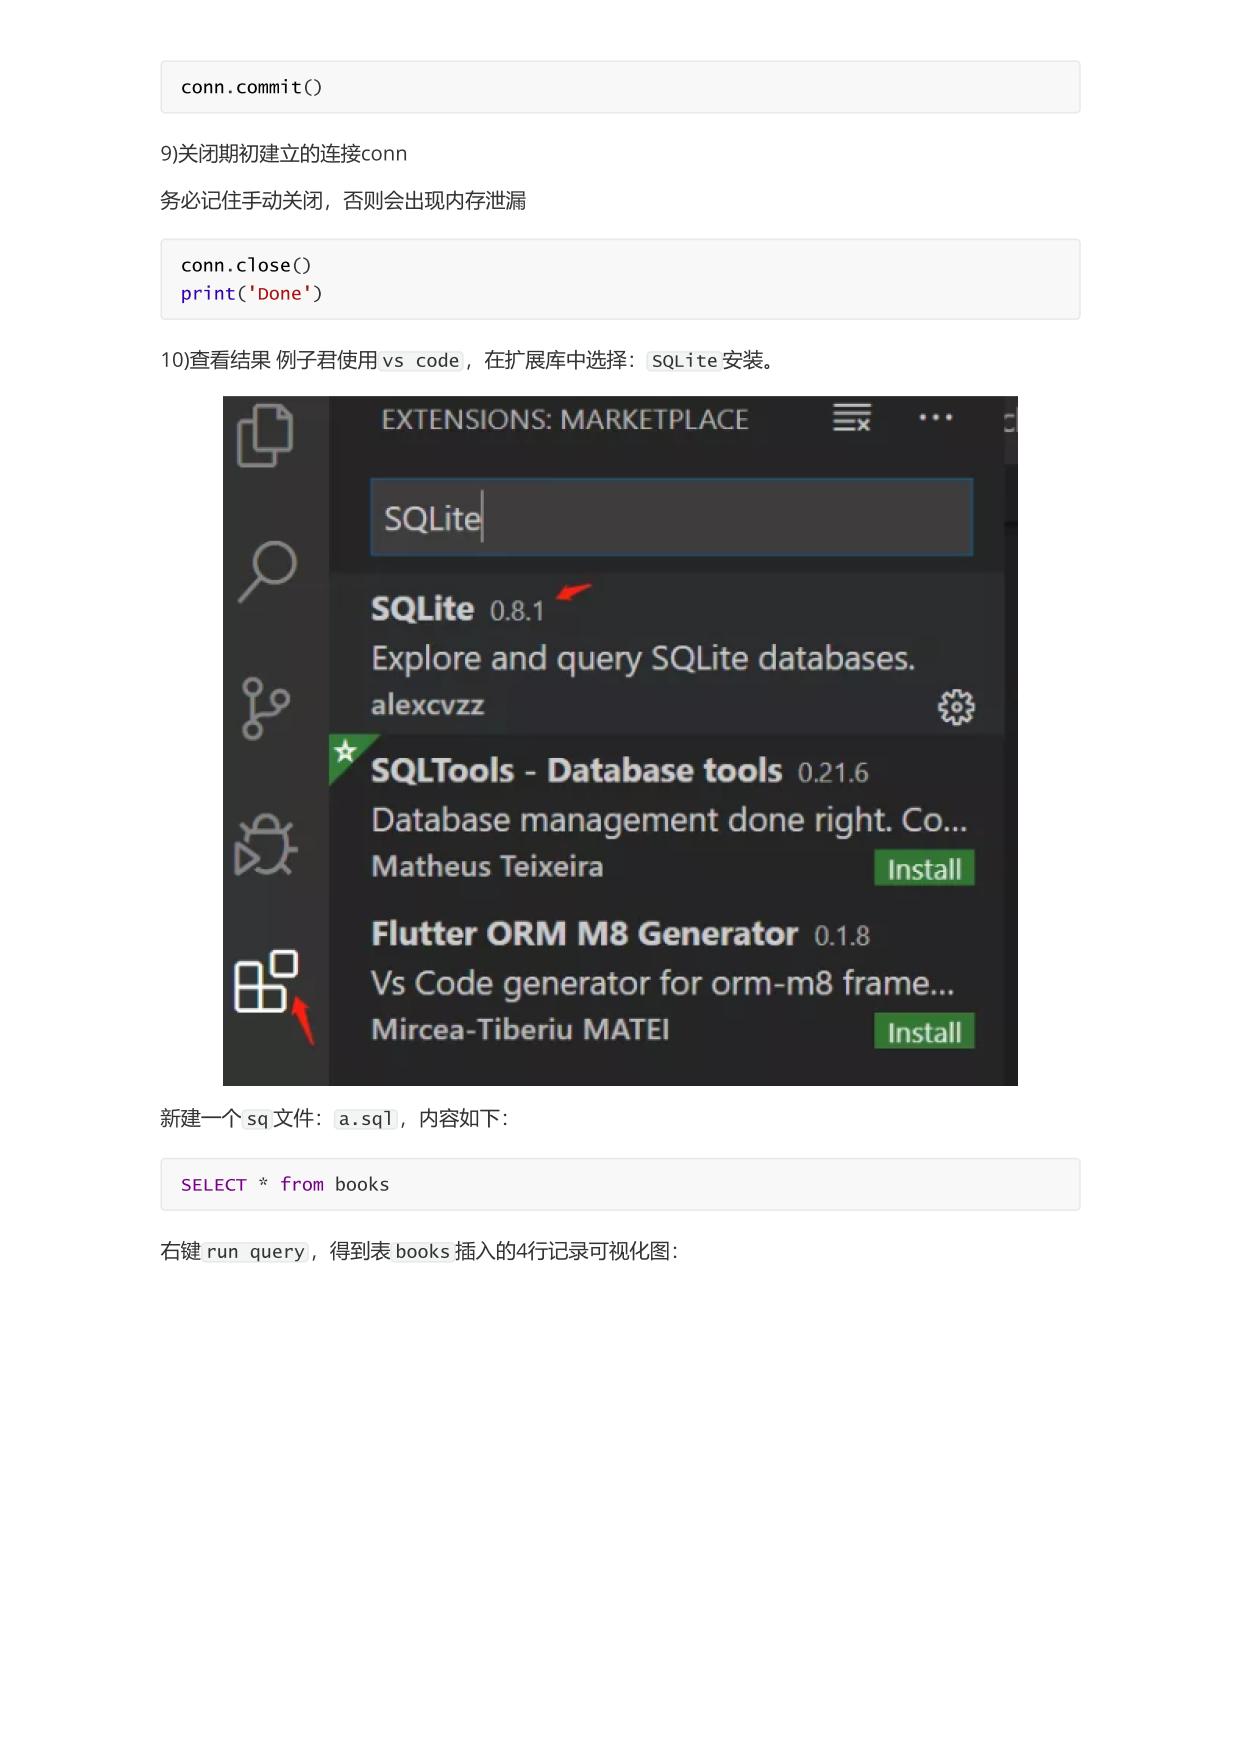 conn.commit()
9)关闭期初建立的连接conn
务必记住手动关闭，否则会出现内存泄漏
conn.close()
print('Done')
10)查看结果 例子君使用vs code，在扩展库中选择：SQLite安装。
EXTENSIONS: MARKETPLACE
SQLite
SQLite 0.8.1
Explore and query SQLite databases.
alexcvzz
SQLTools - Database tools 0.21.6
Database management done right. Co...
Matheus Teixeira Install
Flutter ORM M8 Generator 0.1.8
Vs Code generator for orm-m8 frame...
Mircea-Tiberiu MATEI Install
新建一个sq文件：a.sql，内容如下：
SELECT * from books
右键run query，得到表books插入的4行记录可视化图：